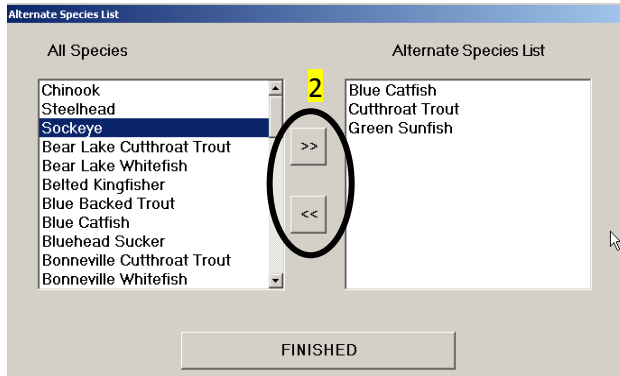 Alternate Species List
All Species
Alternate Species List
2
Chinook
Steelhead
Sockeye
Bear Lake Cutthroat Trout
Bear Lake Whitefish
Belted Kingfisher
Blue Backed Trout
Blue Catfish
Bluehead Sucker
Bonneville Cutthroat Trout
Bonneville Whitefish
>>
<<
Blue Catfish
Cutthroat Trout
Green Sunfish
FINISHED